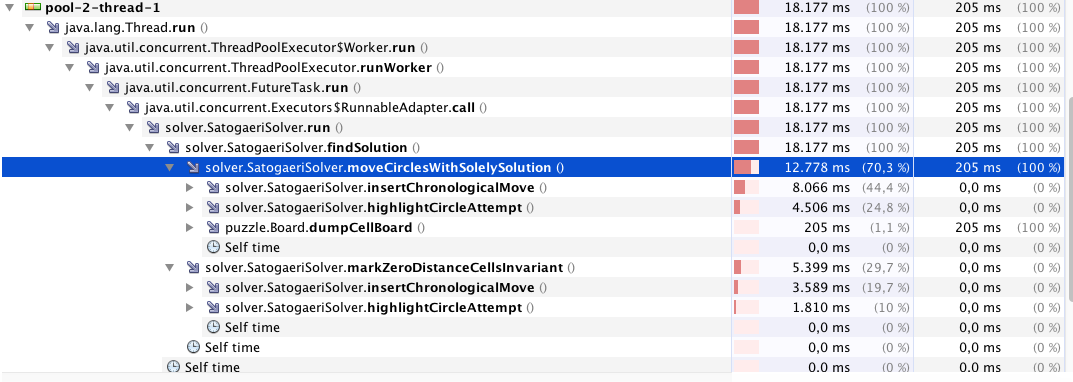 pool-2-thread-1 18.177 ms (100 %) 205 ms (100 %)
java.lang.Thread.run () 18.177 ms (100 %) 205 ms (100 %)
java.util.concurrent.ThreadPoolExecutor$Worker.run () 18.177 ms (100 %) 205 ms (100 %)
java.util.concurrent.ThreadPoolExecutor.runWorker () 18.177 ms (100 %) 205 ms (100 %)
java.util.concurrent.FutureTask.run () 18.177 ms (100 %) 205 ms (100 %)
java.util.concurrent.Executors$RunnableAdapter.call () 18.177 ms (100 %) 205 ms (100 %)
solver.SatogaeriSolver.run () 18.177 ms (100 %) 205 ms (100 %)
solver.SatogaeriSolver.findSolution () 18.177 ms (100 %) 205 ms (100 %)
solver.SatogaeriSolver.moveCirclesWithSolelySolution () 12.778 ms (70,3 %) 205 ms (100 %)
solver.SatogaeriSolver.insertChronologicalMove () 8.066 ms (44,4 %) 0,0 ms (0 %)
solver.SatogaeriSolver.highlightCircleAttempt () 4.506 ms (24,8 %) 0,0 ms (0 %)
puzzle.Board.dumpCellBoard () 205 ms (1,1 %) 205 ms (100 %)
Self time 0,0 ms (0 %) 0,0 ms (0 %)
solver.SatogaeriSolver.markZeroDistanceCellsInvariant () 5.399 ms (29,7 %) 0,0 ms (0 %)
solver.SatogaeriSolver.insertChronologicalMove () 3.589 ms (19,7 %) 0,0 ms (0 %)
solver.SatogaeriSolver.highlightCircleAttempt () 1.810 ms (10 %) 0,0 ms (0 %)
Self time 0,0 ms (0 %) 0,0 ms (0 %)
Self time 0,0 ms (0 %) 0,0 ms (0 %)
Self time 0,0 ms (0 %) 0,0 ms (0 %)